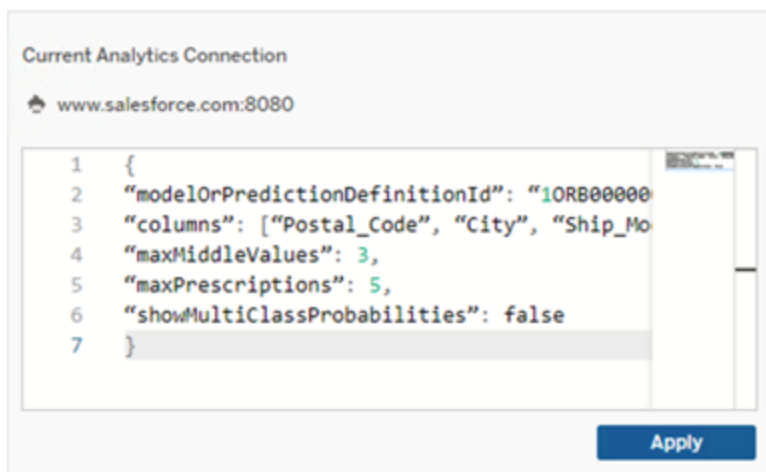 Current Analytics Connection
www.salesforce.com:8080
1 {
2 “modelOrPredictionDefinitionId”: “1ORB000000
3 “columns”: [“Postal_Code”, “City”, “Ship_Mo
4 “maxMiddleValues”: 3,
5 “maxPrescriptions”: 5,
6 “showMultiClassProbabilities”: false
7 }
Apply